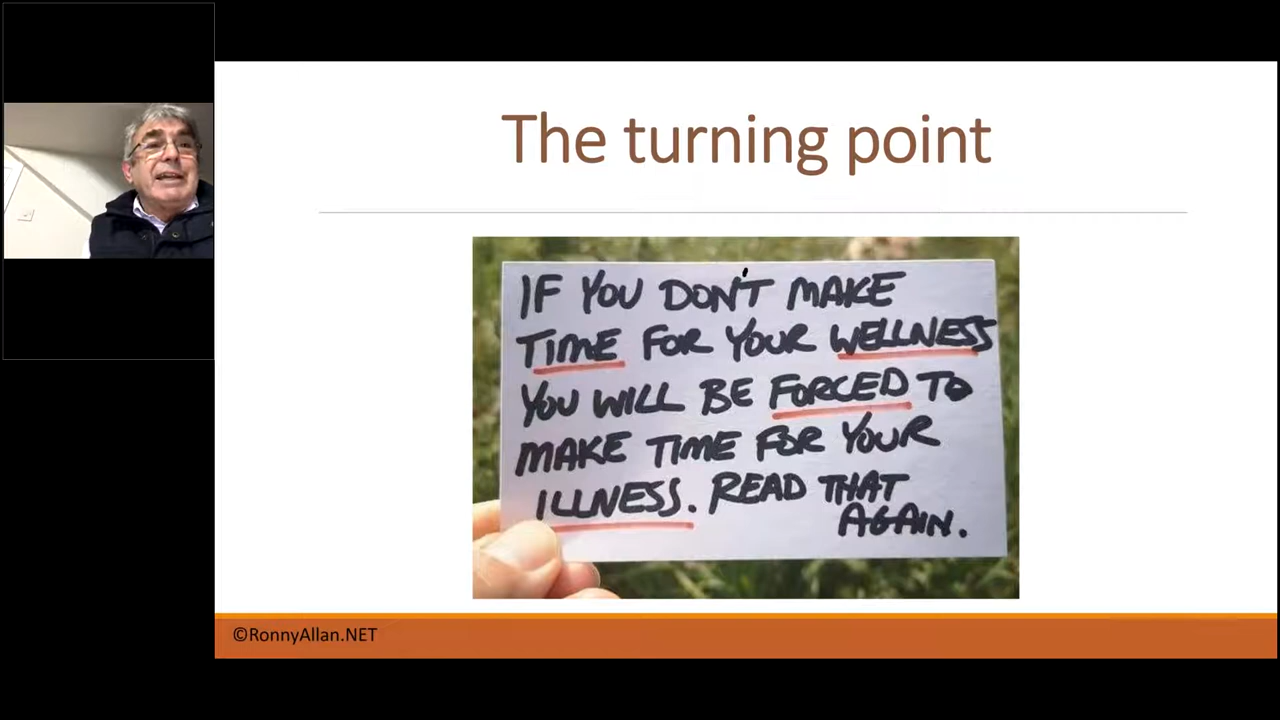 The turning point
IF YOU DON'T MAKE
TIME FOR YOUR WELLNESS
YOU WILL BE FORCED TO
MAKE TIME FOR YOUR
ILLNESS. READ THAT
AGAIN.
©RonnyAllan.NET